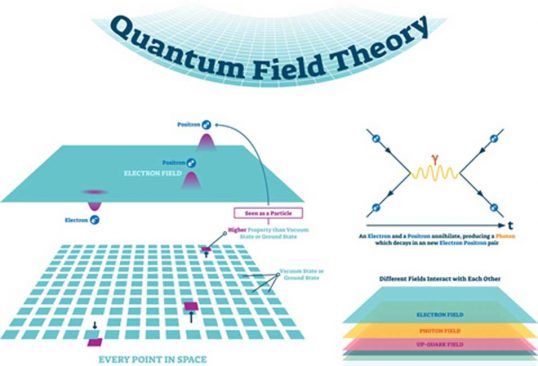 Quantum Field Theory
Positron
Positron
ELECTRON FIELD
Electron
Seen as a Particle
Higher Property than Vacuum
State or Ground State
Vacuum State or
Ground State
EVERY POINT IN SPACE
γ
t
An Electron and a Positron annihilate, producing a Photon
which decays in an new Electron Positron pair
Different Fields Interact with Each Other
ELECTRON FIELD
PHOTON FIELD
UP-QUARK FIELD